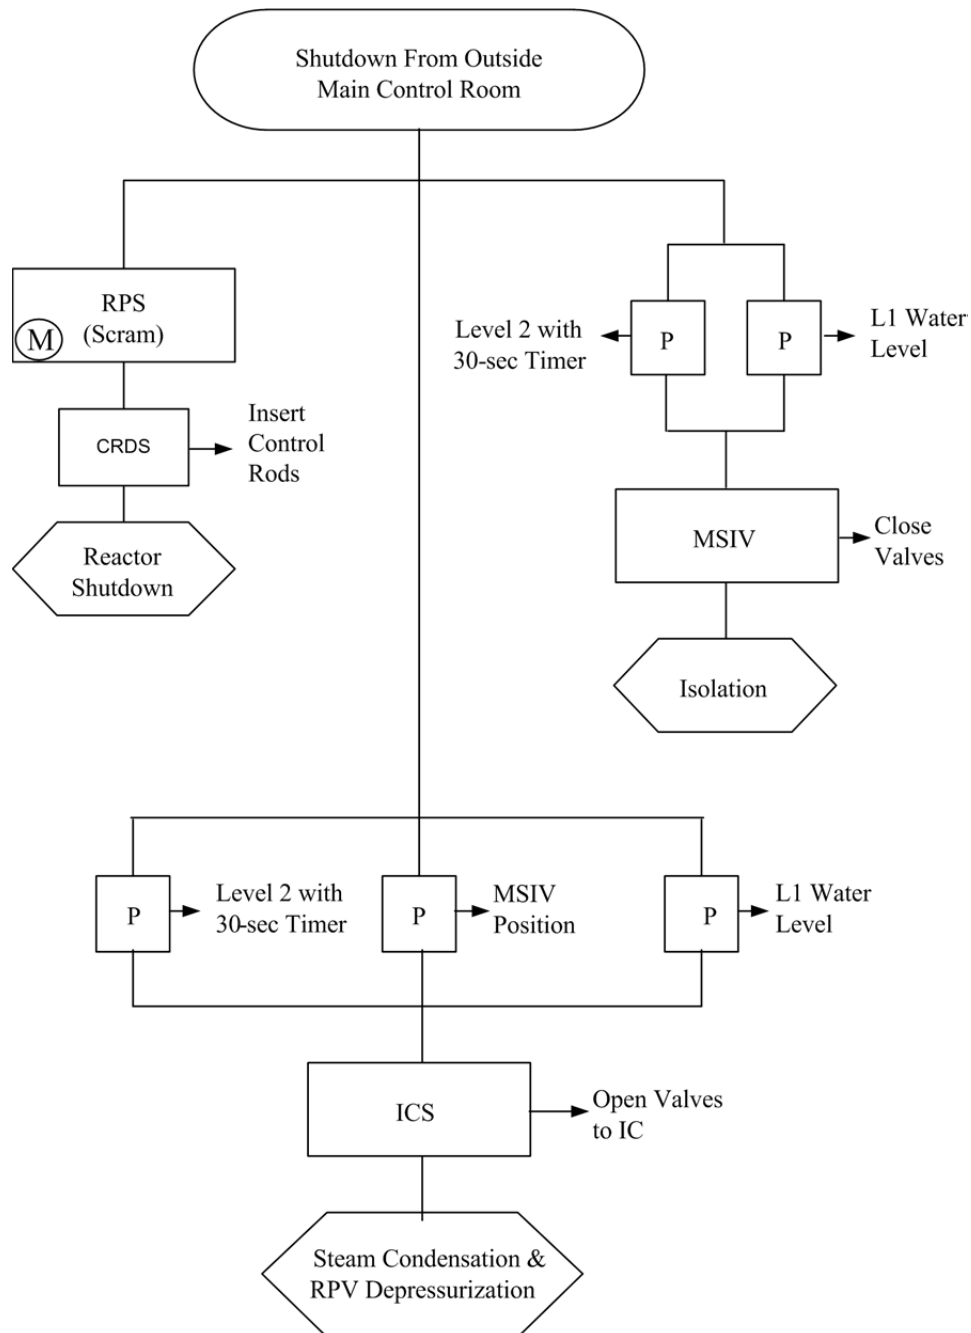 Shutdown From Outside
Main Control Room
RPS
(Scram)
M
CRDS
Insert
Control
Rods
Reactor
Shutdown
Level 2 with
30-sec Timer
P
P
L1 Water
Level
MSIV
Close
Valves
Isolation
P
Level 2 with
30-sec Timer
P
MSIV
Position
P
L1 Water
Level
ICS
Open Valves
to IC
Steam Condensation &
RPV Depressurization